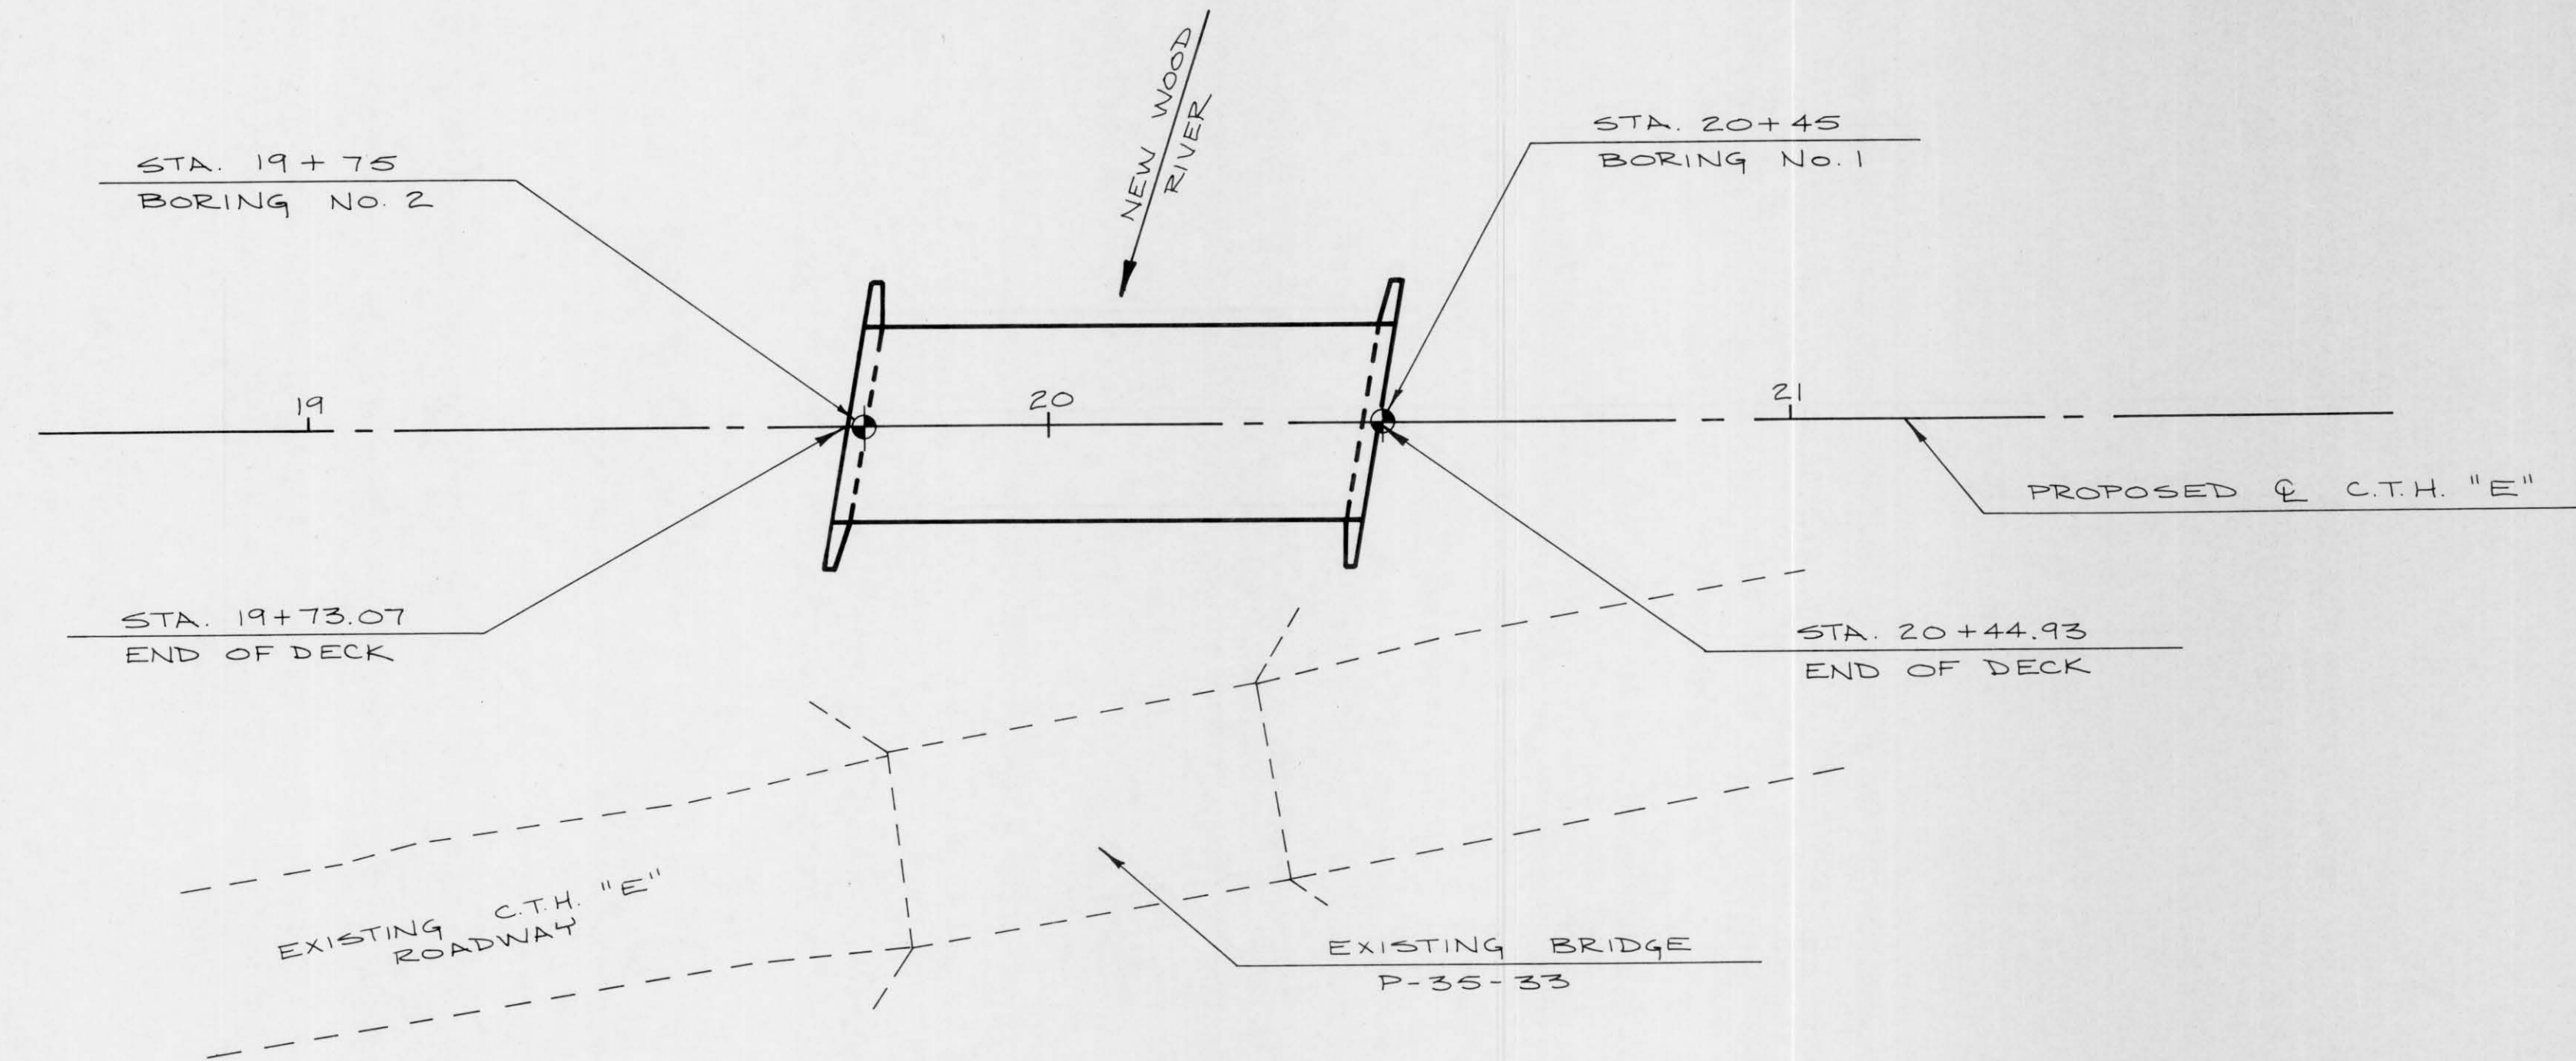 NEW WOOD
RIVER
STA. 20+45
BORING No. 1
STA. 19+75
BORING NO. 2
19
20
21
PROPOSED ℄ C.T.H. "E"
STA. 19+73.07
END OF DECK
STA. 20+44.93
END OF DECK
EXISTING C.T.H. "E"
ROADWAY
EXISTING BRIDGE
P-35-33